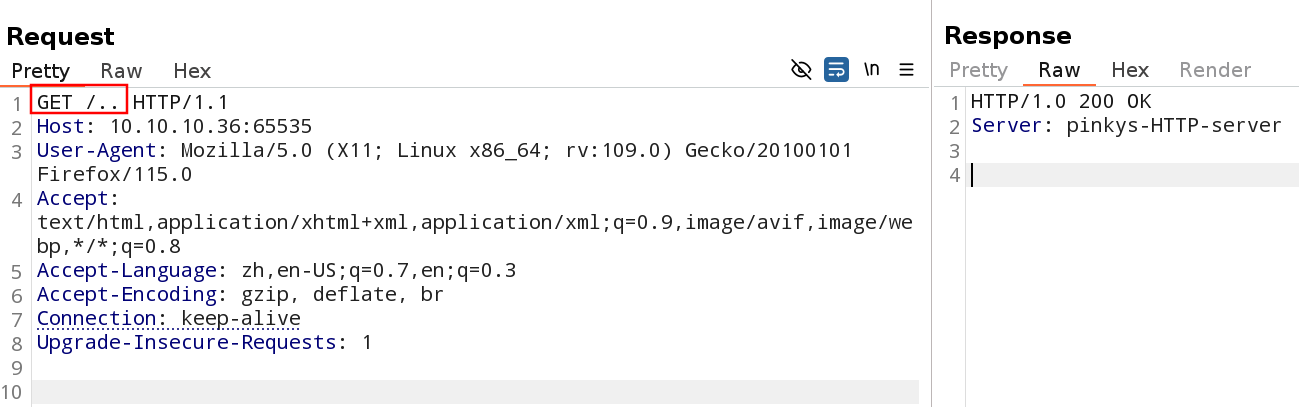 Request
Pretty Raw Hex
\n
1 GET /.. HTTP/1.1
2 Host: 10.10.10.36:65535
3 User-Agent: Mozilla/5.0 (X11; Linux x86_64; rv:109.0) Gecko/20100101
Firefox/115.0
4 Accept:
text/html,application/xhtml+xml,application/xml;q=0.9,image/avif,image/we
bp,*/*;q=0.8
5 Accept-Language: zh,en-US;q=0.7,en;q=0.3
6 Accept-Encoding: gzip, deflate, br
7 Connection: keep-alive
8 Upgrade-Insecure-Requests: 1
9
10
Response
Pretty Raw Hex Render
1 HTTP/1.0 200 OK
2 Server: pinkys-HTTP-server
3
4